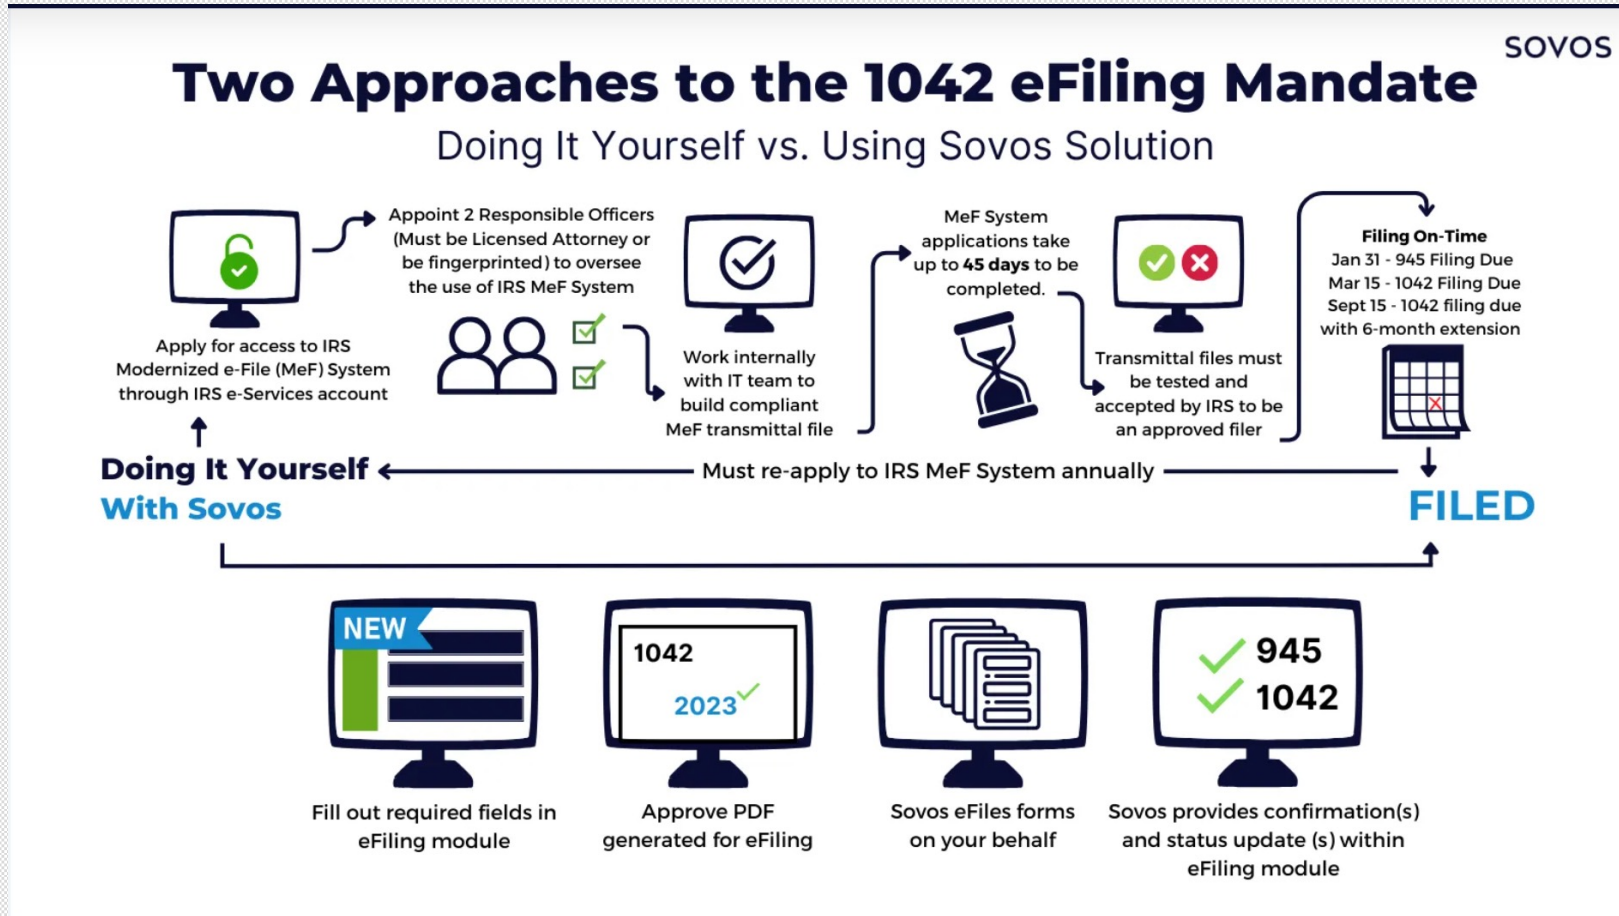 SOVOS
Two Approaches to the 1042 eFiling Mandate
Doing It Yourself vs. Using Sovos Solution
Apply for access to IRS
Modernized e-File (MeF) System
through IRS e-Services account
Appoint 2 Responsible Officers
(Must be Licensed Attorney or
be fingerprinted) to oversee
the use of IRS MeF System
Work internally
with IT team to
build compliant
MeF transmittal file
MeF System
applications take
up to 45 days to be
completed.
Transmittal files must
be tested and
accepted by IRS to be
an approved filer
Filing On-Time
Jan 31 - 945 Filing Due
Mar 15 - 1042 Filing Due
Sept 15 - 1042 filing due
with 6-month extension
Doing It Yourself
Must re-apply to IRS MeF System annually
With Sovos
FILED
NEW
Fill out required fields in
eFiling module
1042
2023
Approve PDF
generated for eFiling
Sovos eFiles forms
on your behalf
945
1042
Sovos provides confirmation(s)
and status update (s) within
eFiling module